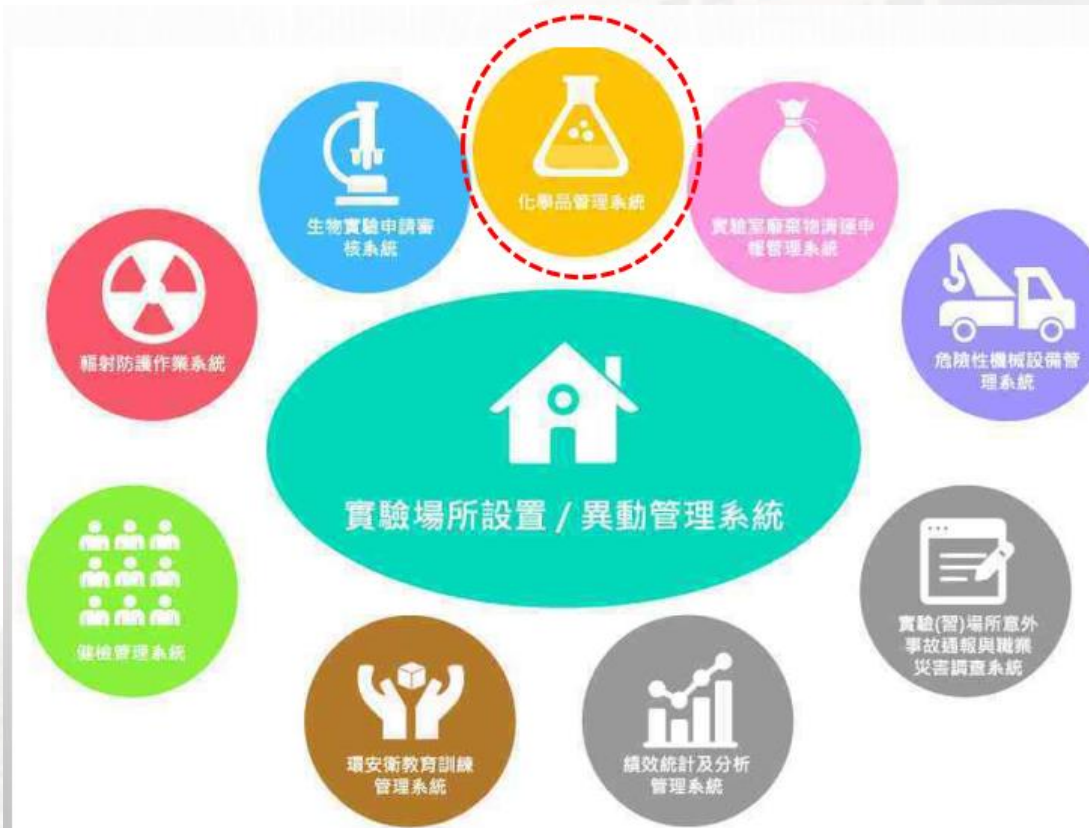 化學品管理系統
生物實驗申請審
核系統
實驗室廢棄物清運申
報管理系統
輻射防護作業系統
危險性機械設備管
理系統
實驗場所設置 / 異動管理系統
健檢管理系統
實驗(習)場所意外
事故通報與職業
災害調查系統
環安衛教育訓練
管理系統
績效統計及分析
管理系統